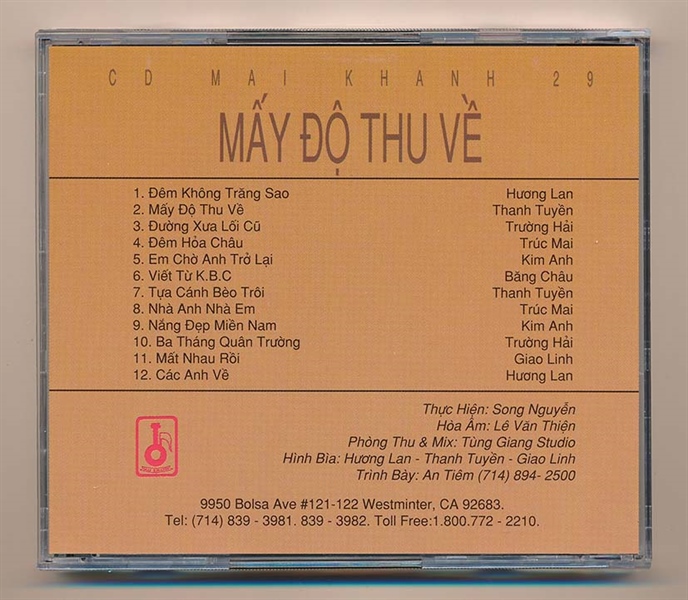 CD MAI KHANH 29
MẤY ĐỘ THU VỀ
1. Đêm Không Trăng Sao Hương Lan
2. Mấy Độ Thu Về Thanh Tuyền
3. Đường Xưa Lối Cũ Trường Hải
4. Đêm Hỏa Châu Trúc Mai
5. Em Chờ Anh Trở Lại Kim Anh
6. Viết Từ K.B.C Băng Châu
7. Tựa Cánh Bèo Trôi Thanh Tuyền
8. Nhà Anh Nhà Em Trúc Mai
9. Nắng Đẹp Miền Nam Kim Anh
10. Ba Tháng Quân Trường Trường Hải
11. Mất Nhau Rồi Giao Linh
12. Các Anh Về Hương Lan
Thực Hiện: Song Nguyễn
Hòa Âm: Lê Văn Thiện
Phòng Thu & Mix: Tùng Giang Studio
Hình Bìa: Hương Lan - Thanh Tuyền - Giao Linh
Trình Bày: An Tiêm (714) 894- 2500
9950 Bolsa Ave #121-122 Westminter, CA 92683.
Tel: (714) 839 - 3981. 839 - 3982. Toll Free:1.800.772 - 2210.